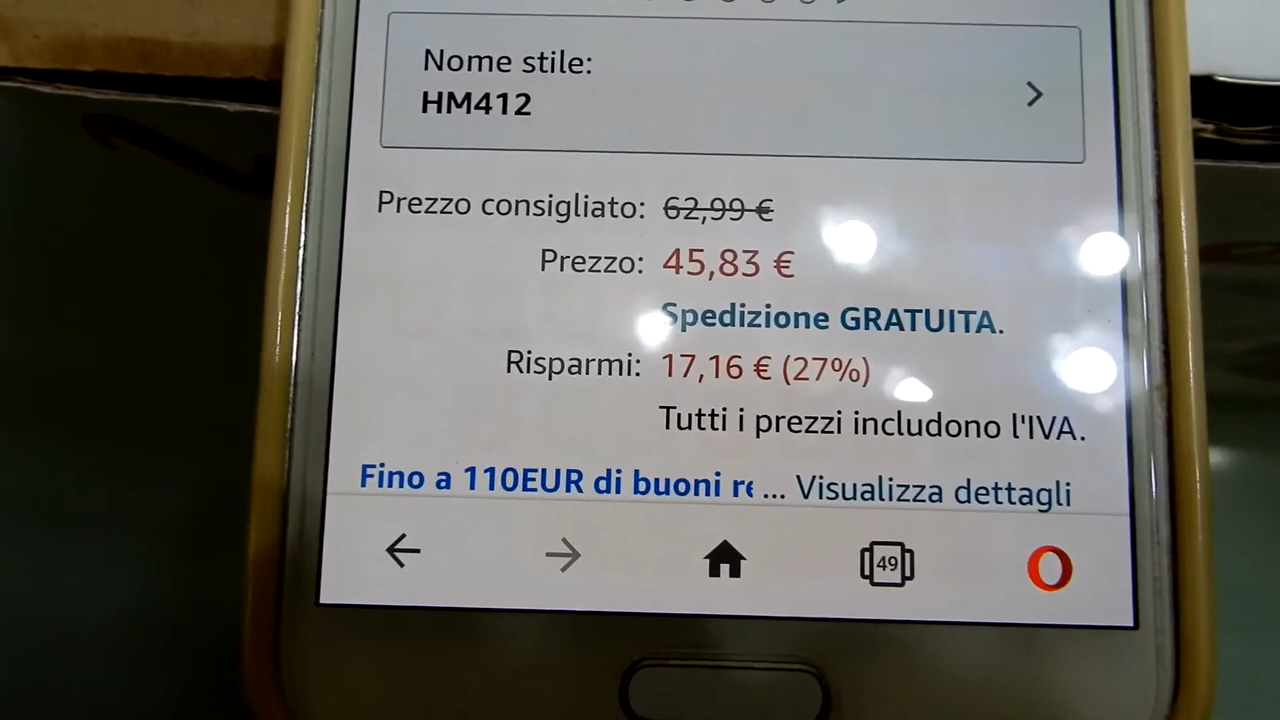 Nome stile:
HM412
Prezzo consigliato: 62,99 €
Prezzo: 45,83 €
Spedizione GRATUITA.
Risparmi: 17,16 € (27%)
Tutti i prezzi includono l'IVA.
Fino a 110EUR di buoni re ... Visualizza dettagli
49